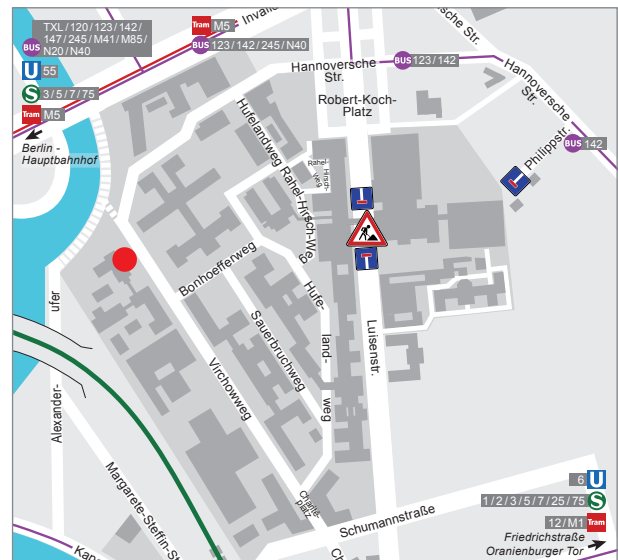 TXL / 120 / 123 / 142 /
147 / 245 / M41 / M85 /
N20 / N40
BUS
U 55
S 3 / 5 / 7 / 75
Tram M5
Berlin -
Hauptbahnhof
Tram M5
BUS 123 / 142 / 245 / N40
Hannoversche
Str.
BUS 123 / 142
Robert-Koch-
Platz
Hannoversche
Str.
Philippstr.
BUS 142
Hufelandweg
Rahel-
Hirsch-
Weg
Rahel-Hirsch-Weg
Bonhoefferweg
Sauerbruchweg
Hufe-
land-
weg
Luisenstr.
Virchowweg
ufer
Alexander-
Margarete-Steffin-St
Charité-
platz
Schumannstraße
6 U
1 / 2 / 3 / 5 / 7 / 25 / 75 S
12 / M1 Tram
Friedrichstraße
Oranienburger Tor